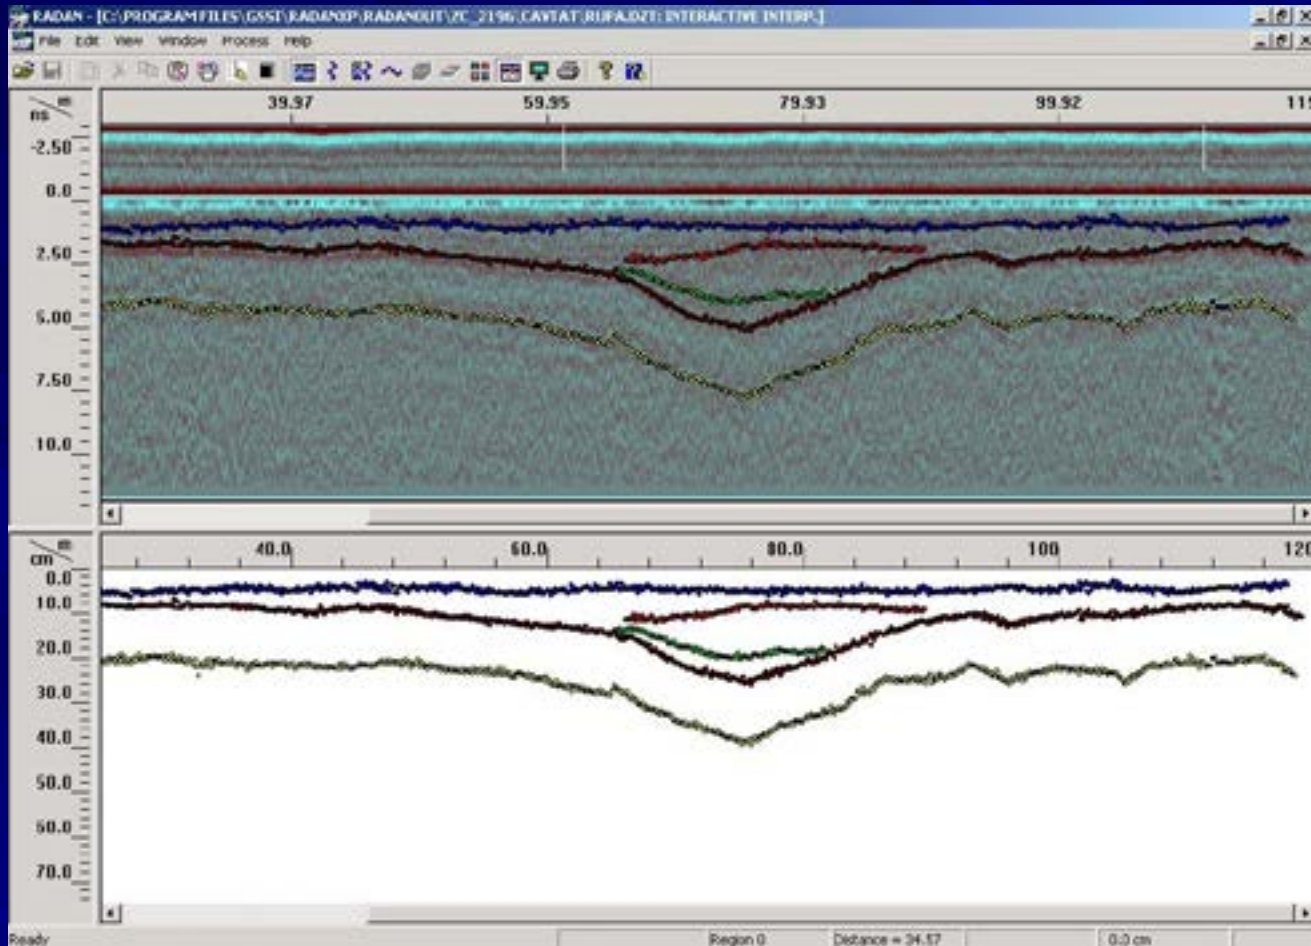 RADAN - [C:\PROGRAM FILES\GSSI\RADANXP\RADANOUT\ZC_2196_CAVTAT\RUPA.DZT: INTERACTIVE INTERP.]
File Edit View Window Process Help
ns m 39.97 59.95 79.93 99.92 119
-2.50
0.0
2.50
5.00
7.50
10.0
cm m 40.0 60.0 80.0 100 120
0.0
10.0
20.0
30.0
40.0
50.0
60.0
70.0
Ready Region 0 Distance = 34.57 0.0 cm